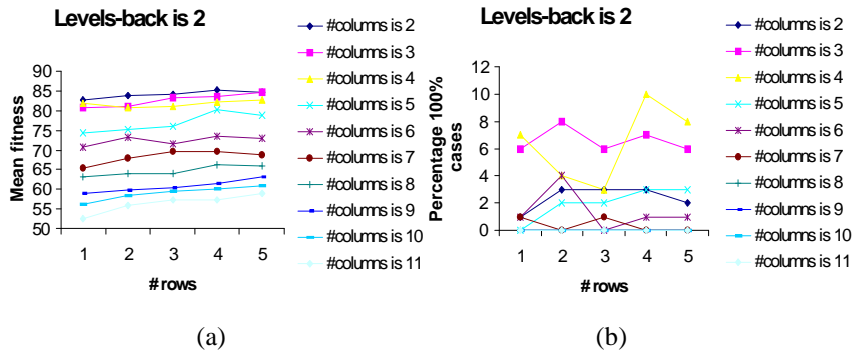 Levels-back is 2
Mean fitness
90
85
80
75
70
65
60
55
50
1 2 3 4 5
# rows
#columns is 2
#columns is 3
#columns is 4
#columns is 5
#columns is 6
#columns is 7
#columns is 8
#columns is 9
#columns is 10
#columns is 11
(a)
Levels-back is 2
Percentage 100%
cases
12
10
8
6
4
2
0
1 2 3 4 5
# rows
#columns is 2
#columns is 3
#columns is 4
#columns is 5
#columns is 6
#columns is 7
#columns is 8
#columns is 9
#columns is 10
#columns is 11
(b)